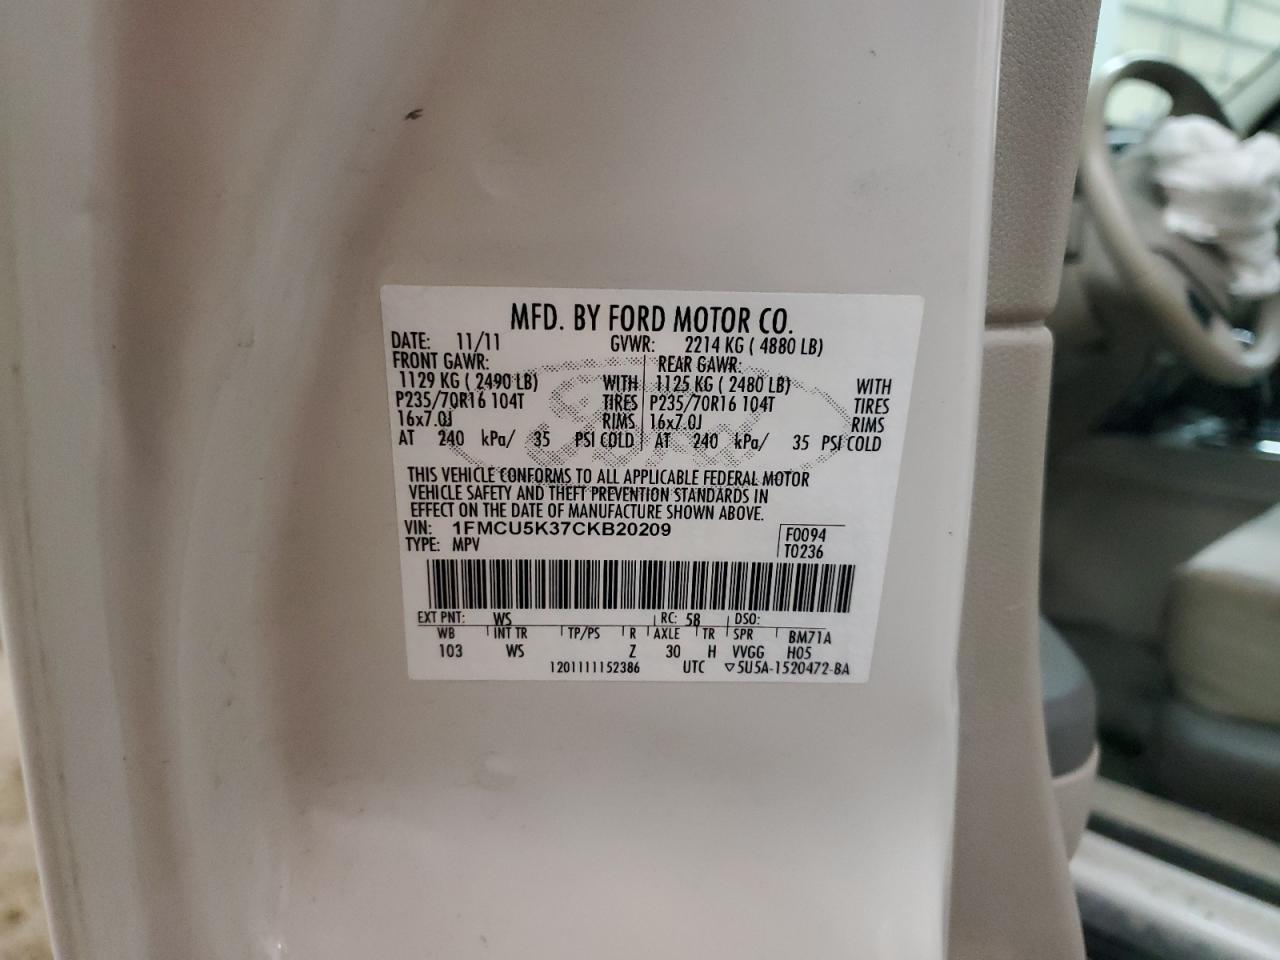 MFD. BY FORD MOTOR CO.
DATE: 11/11 GVWR: 2214 KG ( 4880 LB)
FRONT GAWR: REAR GAWR:
1129 KG ( 2490 LB) WITH 1125 KG ( 2480 LB) WITH
P235/70R16 104T TIRES P235/70R16 104T TIRES
16x7.0J RIMS 16x7.0J RIMS
AT 240 kPa/ 35 PSI COLD AT 240 kPa/ 35 PSI COLD
THIS VEHICLE CONFORMS TO ALL APPLICABLE FEDERAL MOTOR
VEHICLE SAFETY AND THEFT PREVENTION STANDARDS IN
EFFECT ON THE DATE OF MANUFACTURE SHOWN ABOVE.
VIN: 1FMCU5K37CKB20209 F0094
TYPE: MPV T0236
EXT PNT: WS RC: 58 DSO:
WB INT TR TP/PS R AXLE TR SPR BM71A
103 WS Z 30 H VVGG H05
1201111152386 UTC ▽5U5A-1520472-BA